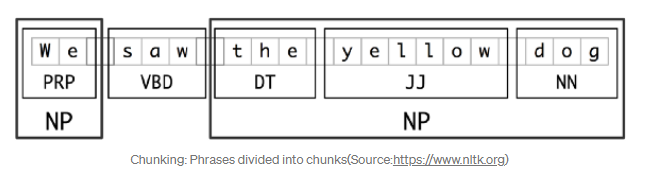 We saw the yellow dog
PRP VBD DT JJ NN
NP NP
Chunking: Phrases divided into chunks(Source:https://www.nltk.org)